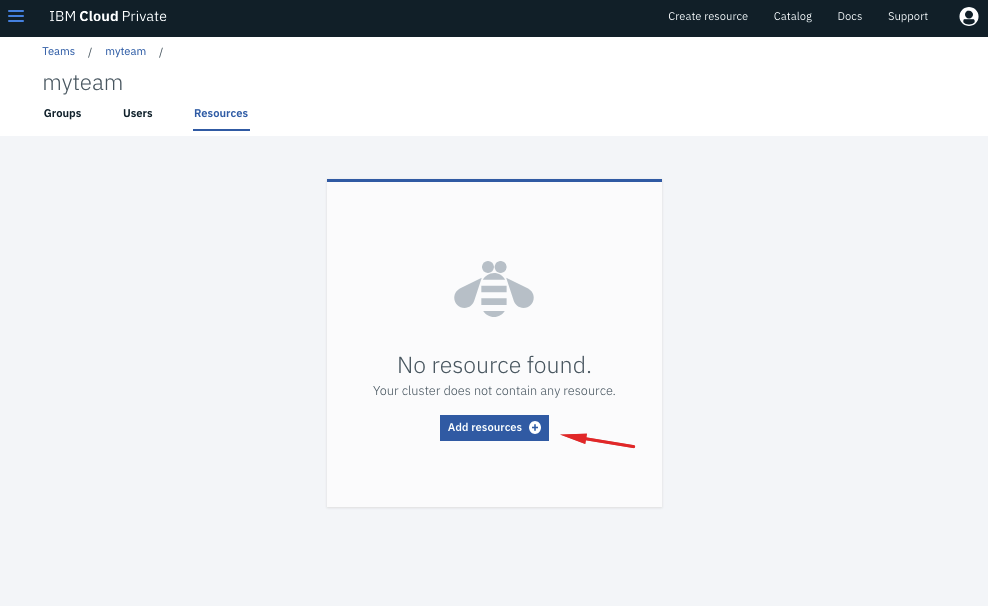 IBM Cloud Private Create resource Catalog Docs Support
Teams / myteam /
myteam
Groups Users Resources
No resource found.
Your cluster does not contain any resource.
Add resources